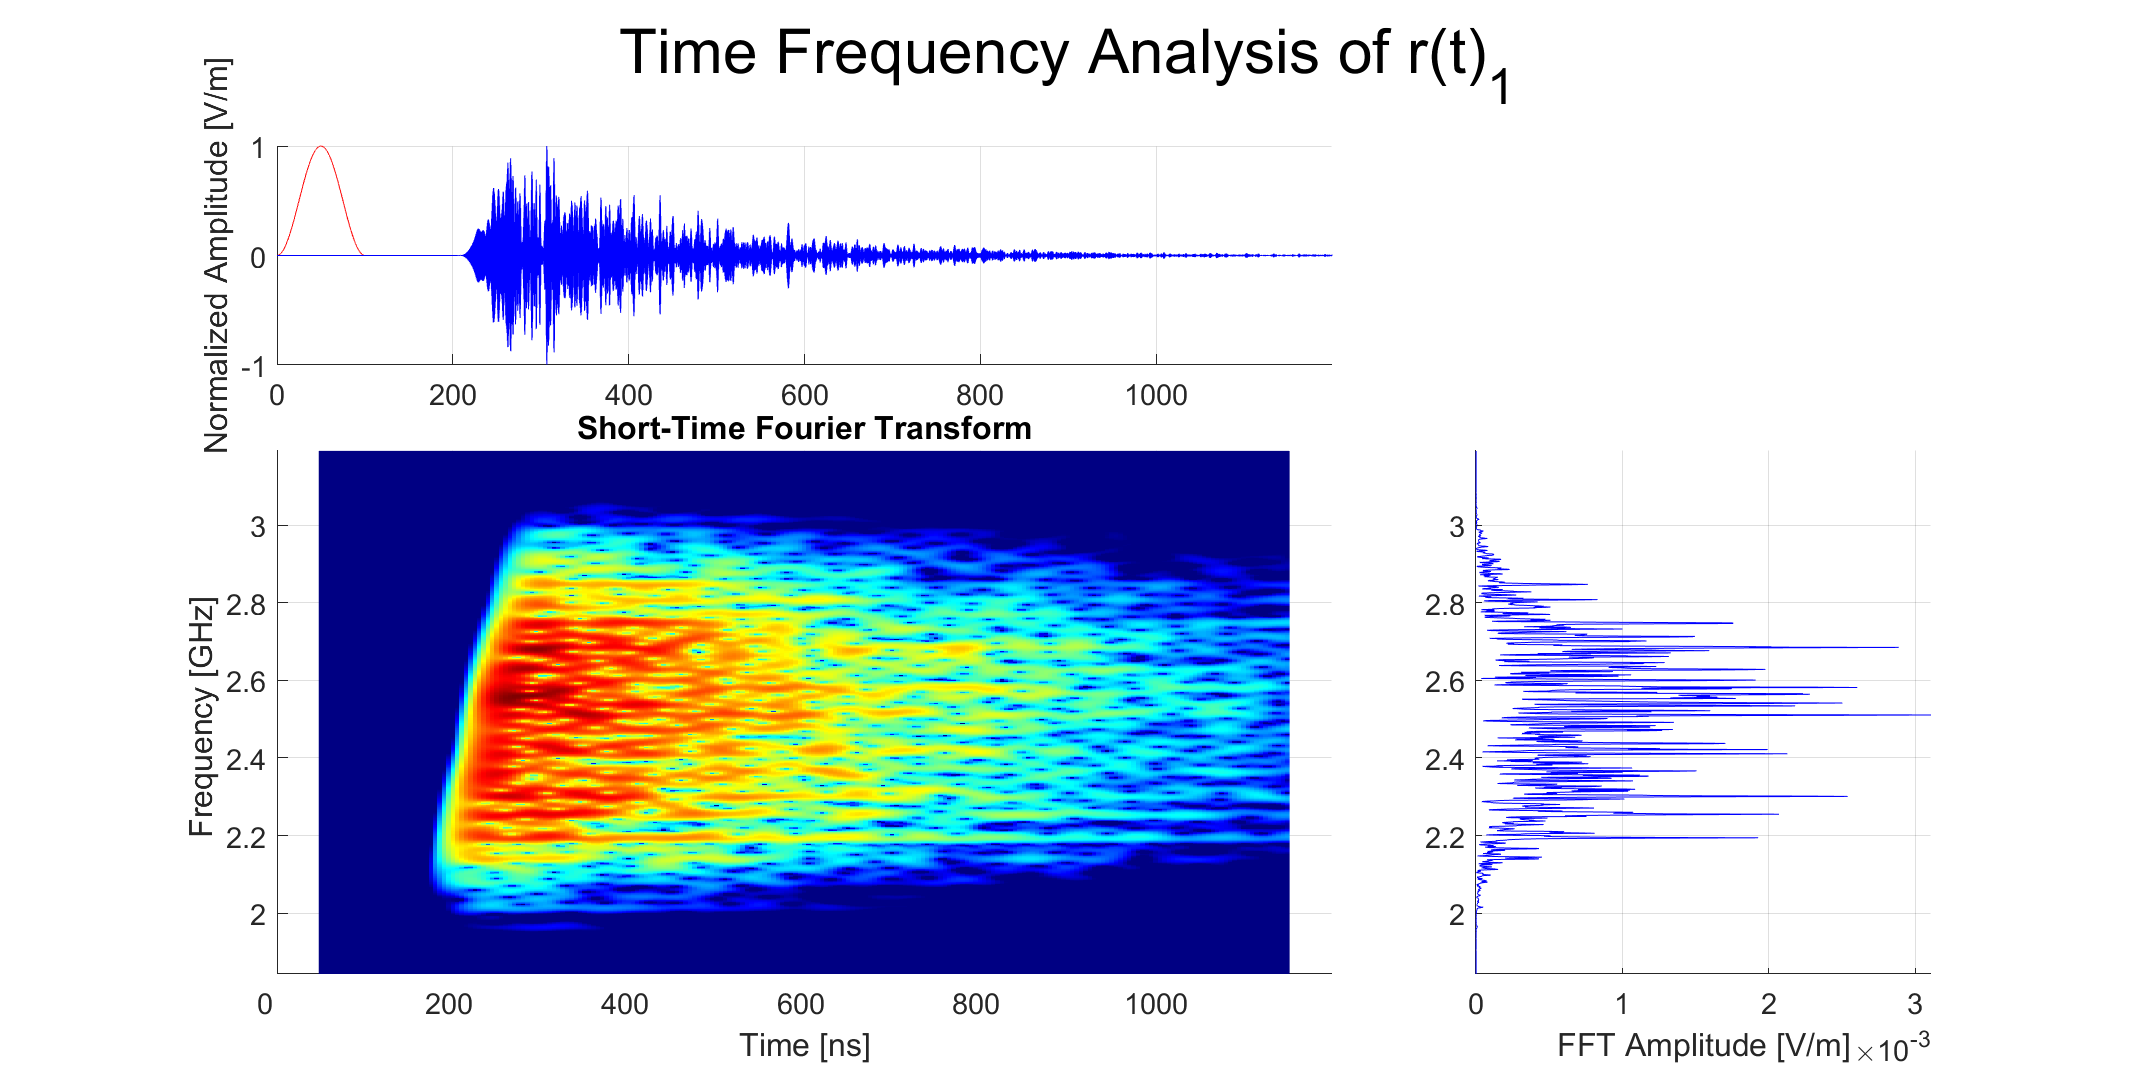 Time Frequency Analysis of r(t)₁
Normalized Amplitude [V/m]
1
0
-1
0 200 400 600 800 1000
Short-Time Fourier Transform
Frequency [GHz]
3
2.8
2.6
2.4
2.2
2
0 200 400 600 800 1000
Time [ns]
3
2.8
2.6
2.4
2.2
2
0 1 2 3
FFT Amplitude [V/m] ×10⁻³